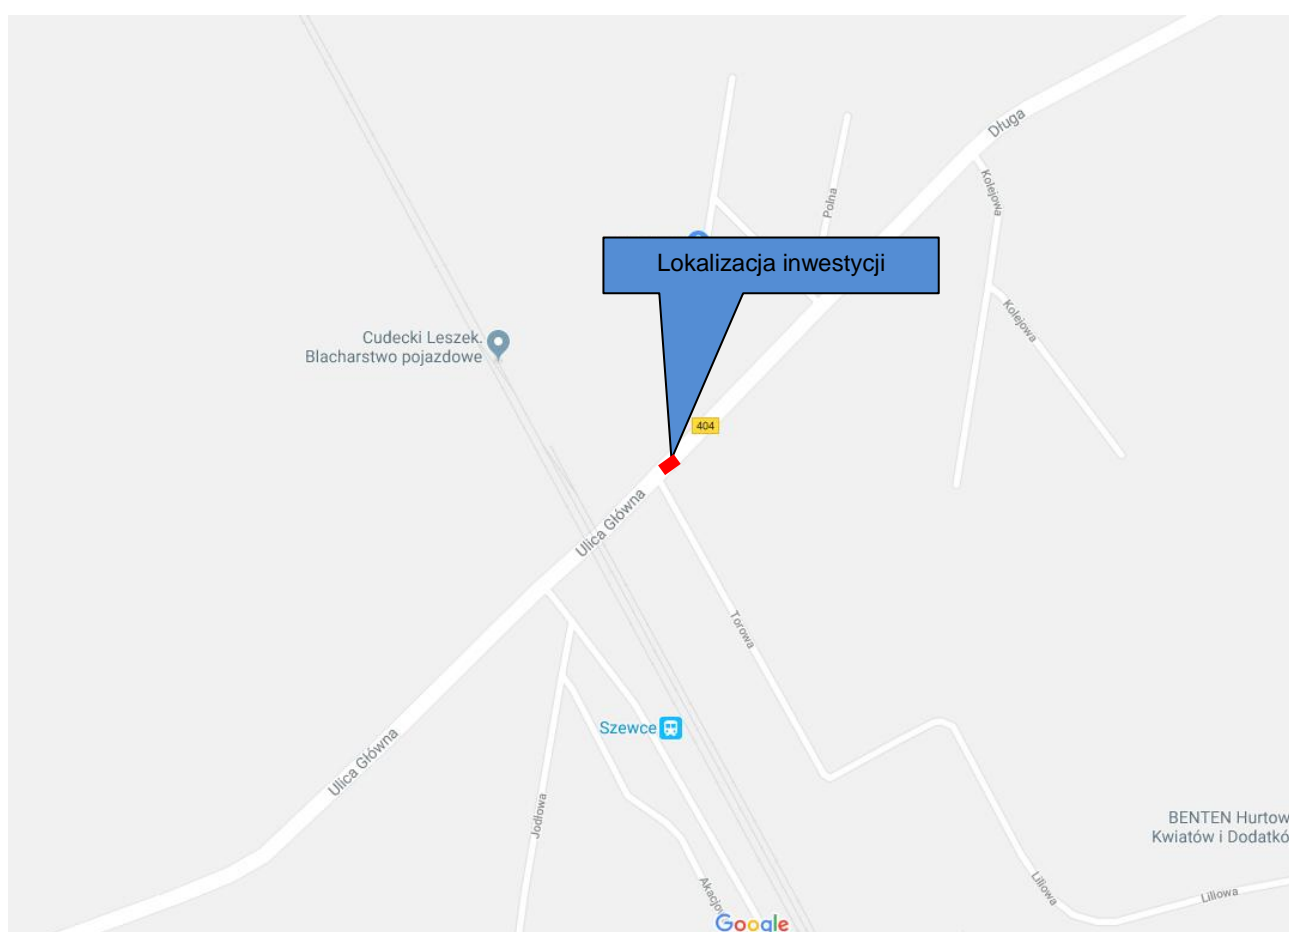 Długa
Kolejowa
Polna
Lokalizacja inwestycji
Kolejowa
Cudecki Leszek.
Blacharstwo pojazdowe
404
Ulica Główna
Torowa
Szewce
Ulica Główna
Jodłowa
BENTEN Hurtow
Kwiatów i Dodatkó
Akacjow
Liliowa
Liliowa
Google